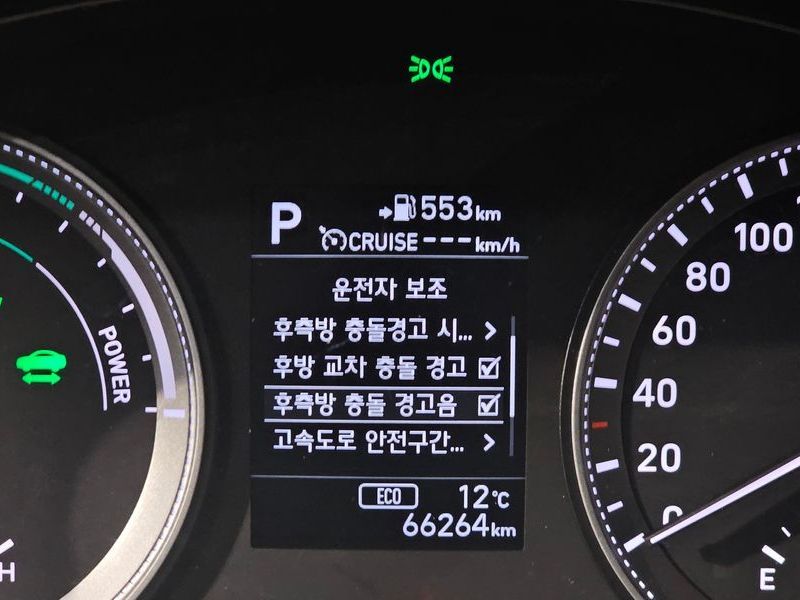 P
553km
CRUISE ---km/h
운전자 보조
후측방 충돌경고 시...
후방 교차 충돌 경고
후측방 충돌 경고음
고속도로 안전구간...
ECO 12℃
66264km
POWER
H
100
80
60
40
20
0
E